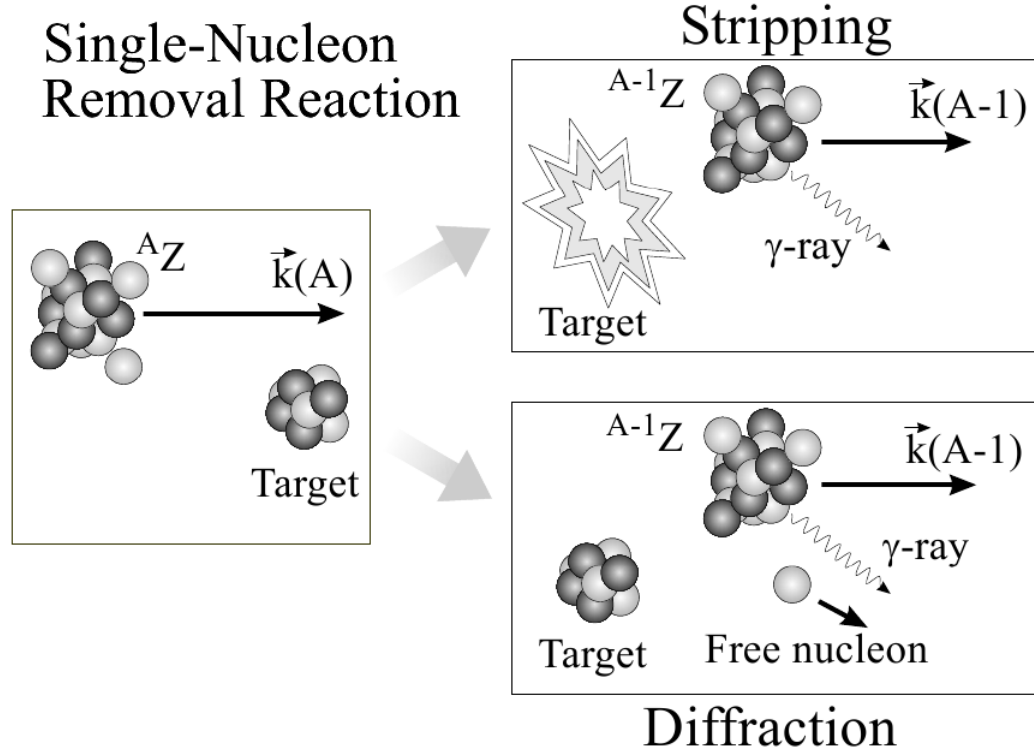 Single-Nucleon
Removal Reaction
ᴬZ
k⃗(A)
Target
Stripping
ᴬ⁻¹Z
k⃗(A-1)
γ-ray
Target
ᴬ⁻¹Z
k⃗(A-1)
γ-ray
Target
Free nucleon
Diffraction